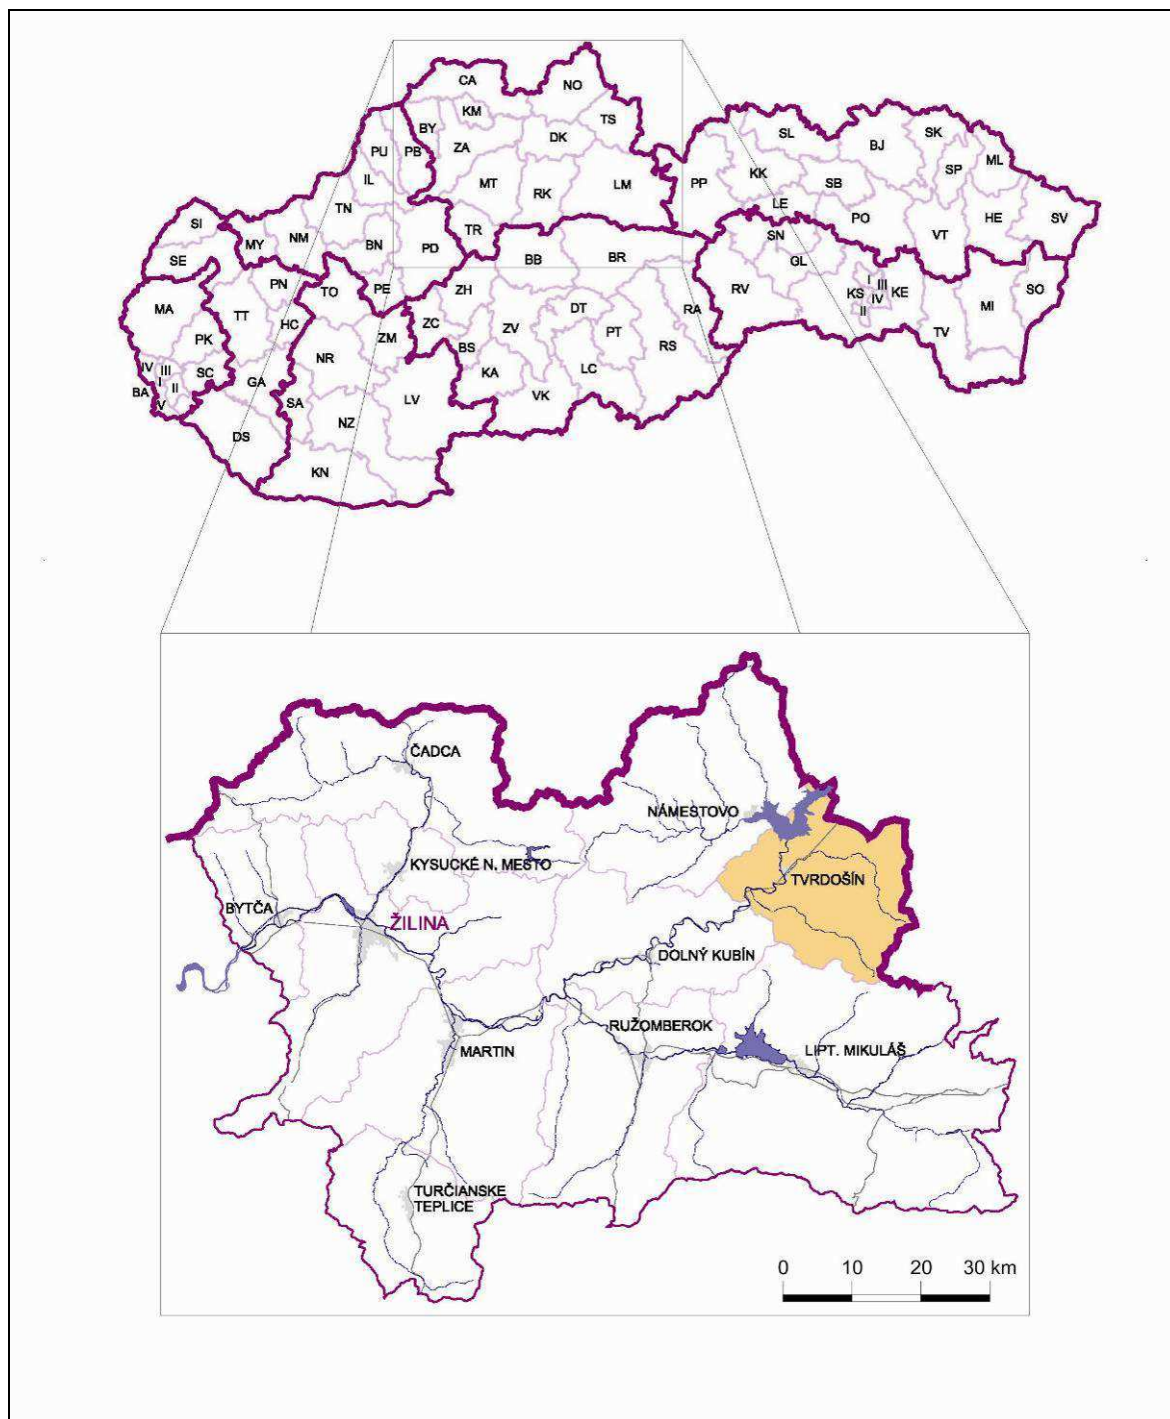 CA
NO
KM
TS
BY
DK
ZA
PU
PB
SL
SK
BJ
ML
SP
IL
MT
RK
LM
PP
KK
SB
TN
LE
PO
HE
SV
SI
MY
NM
BN
PD
TR
SN
VT
SE
BB
BR
GL
PN
TO
PE
ZH
RV
I
III
KS
IV
KE
II
SO
MI
MA
TT
HC
ZM
ZC
DT
RA
TV
PK
NR
BS
ZV
PT
RS
IV
III
SC
I
II
GA
KA
LC
BA
V
SA
LV
VK
DS
NZ
KN
ČADCA
NÁMESTOVO
KYSUCKÉ N. MESTO
TVRDOŠÍN
BYTČA
ŽILINA
DOLNÝ KUBÍN
RUŽOMBEROK
MARTIN
LIPT. MIKULÁŠ
TURČIANSKE
TEPLICE
0 10 20 30 km